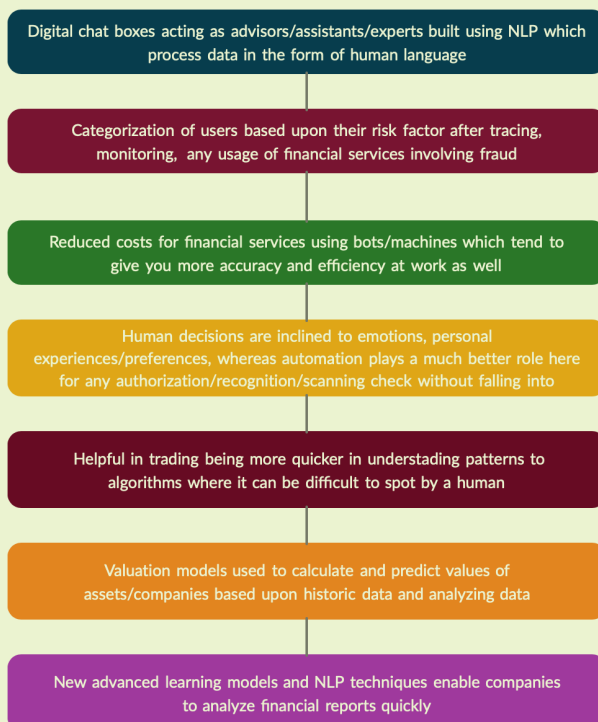 Digital chat boxes acting as advisors/assistants/experts built using NLP which
process data in the form of human language
Categorization of users based upon their risk factor after tracing,
monitoring, any usage of financial services involving fraud
Reduced costs for financial services using bots/machines which tend to
give you more accuracy and efficiency at work as well
Human decisions are inclined to emotions, personal
experiences/preferences, whereas automation plays a much better role here
for any authorization/recognition/scanning check without falling into
Helpful in trading being more quicker in understading patterns to
algorithms where it can be difficult to spot by a human
Valuation models used to calculate and predict values of
assets/companies based upon historic data and analyzing data
New advanced learning models and NLP techniques enable companies
to analyze financial reports quickly